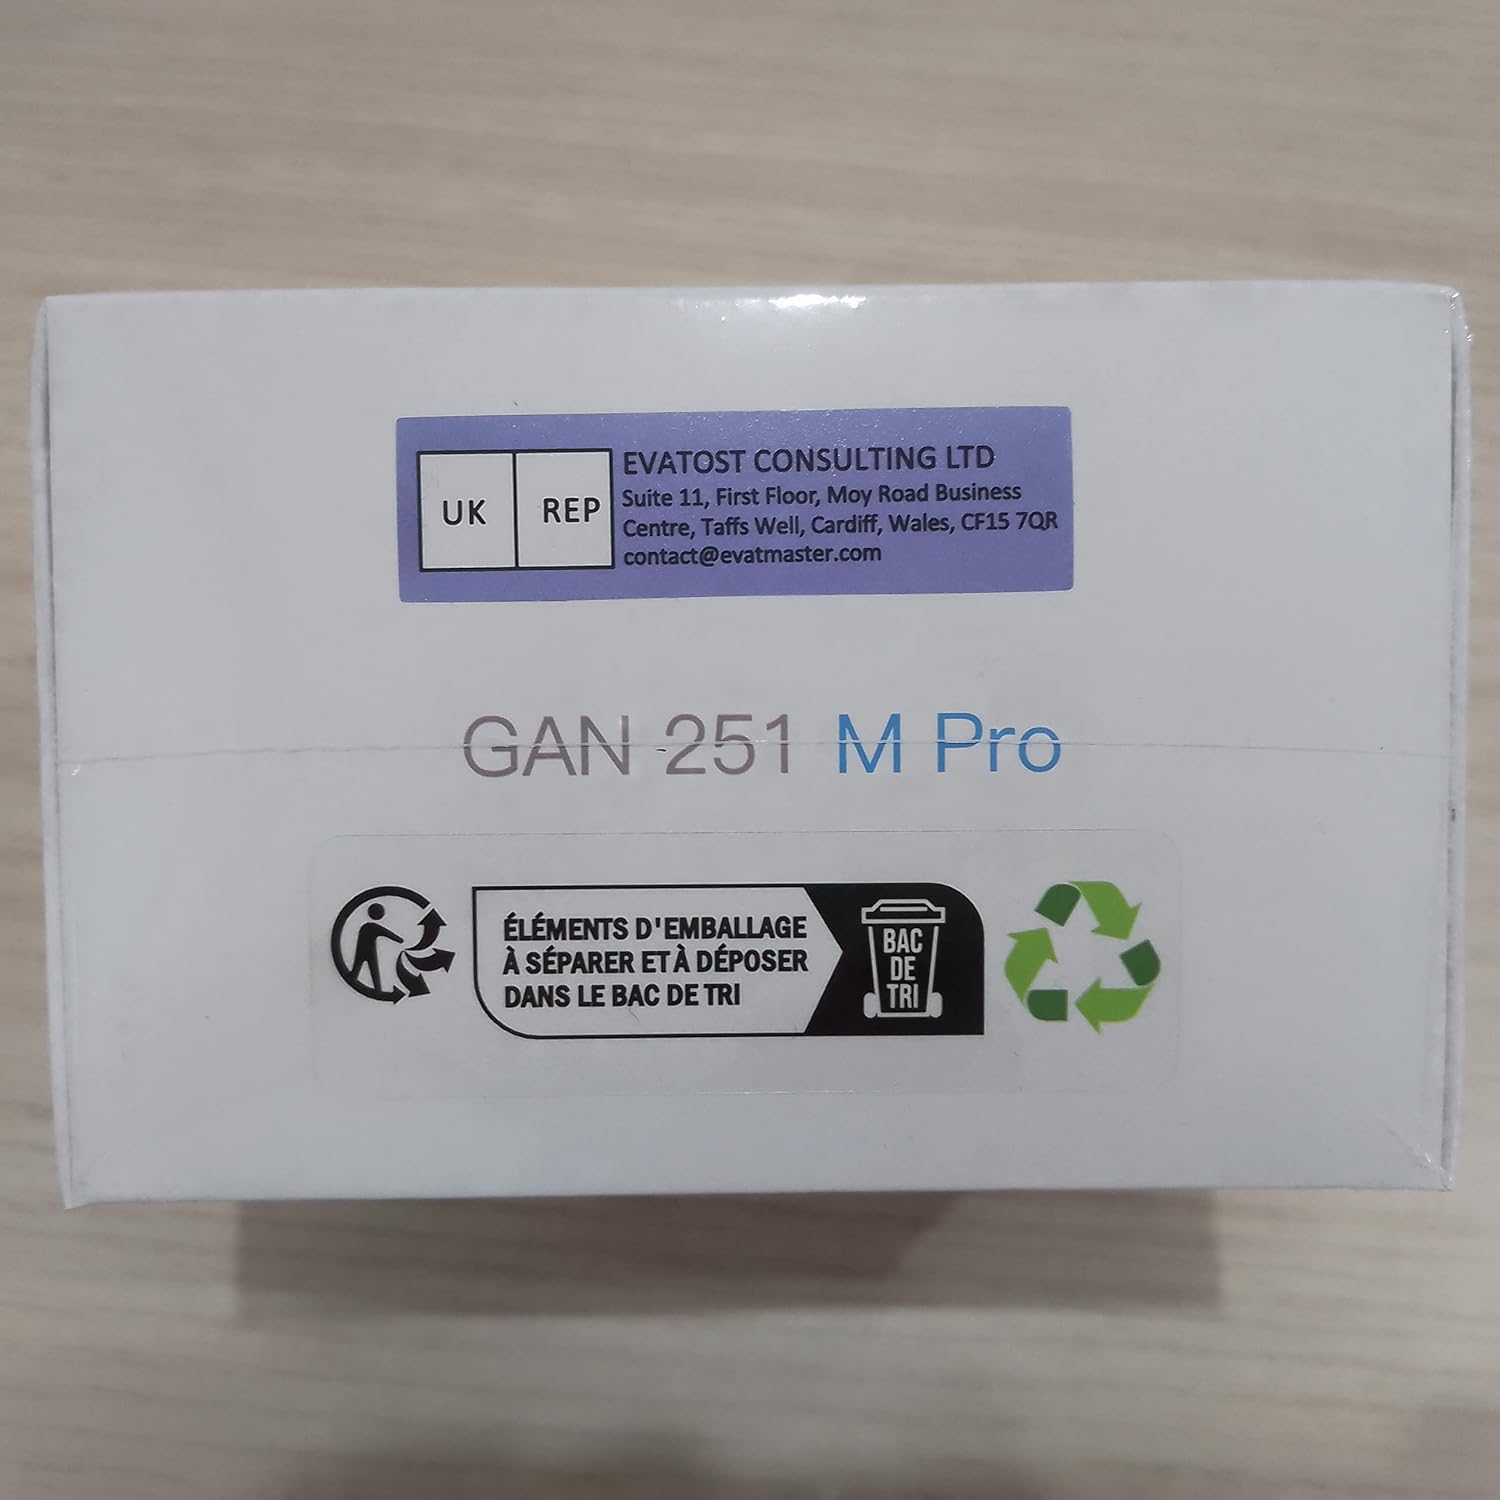 UK REP
EVATOST CONSULTING LTD
Suite 11, First Floor, Moy Road Business
Centre, Taffs Well, Cardiff, Wales, CF15 7QR
contact@evatmaster.com
GAN 251 M Pro
ÉLÉMENTS D'EMBALLAGE
À SÉPARER ET À DÉPOSER
DANS LE BAC DE TRI
BAC
DE
TRI